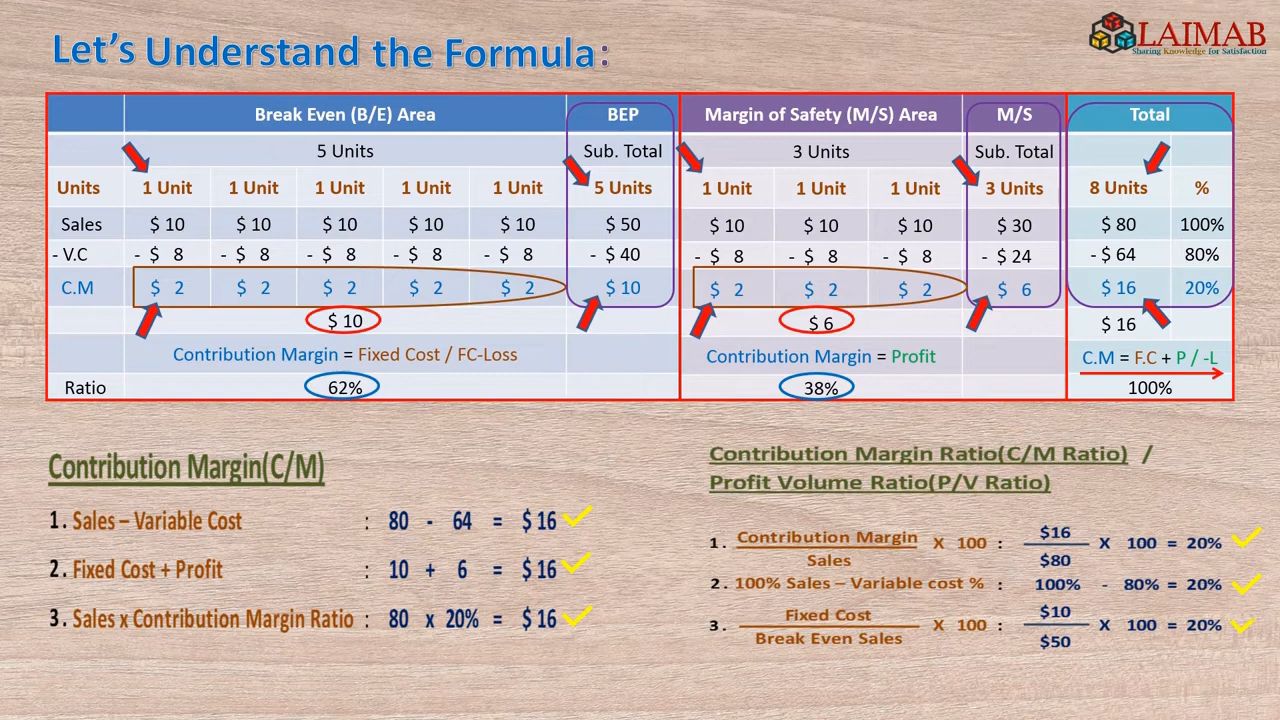 Let's Understand the Formula:
LAIMAB
Sharing Knowledge for Satisfaction
Break Even (B/E) Area BEP Margin of Safety (M/S) Area M/S Total
5 Units Sub. Total 3 Units Sub. Total
Units 1 Unit 1 Unit 1 Unit 1 Unit 1 Unit 5 Units 1 Unit 1 Unit 1 Unit 3 Units 8 Units %
Sales $ 10 $ 10 $ 10 $ 10 $ 10 $ 50 $ 10 $ 10 $ 10 $ 30 $ 80 100%
- V.C - $ 8 - $ 8 - $ 8 - $ 8 - $ 8 - $ 40 - $ 8 - $ 8 - $ 8 - $ 24 - $ 64 80%
C.M $ 2 $ 2 $ 2 $ 2 $ 2 $ 10 $ 2 $ 2 $ 2 $ 6 $ 16 20%
$ 10 $ 6 $ 16
Contribution Margin = Fixed Cost / FC-Loss Contribution Margin = Profit C.M = F.C + P / -L
Ratio 62% 38% 100%
Contribution Margin(C/M)
1. Sales – Variable Cost : 80 - 64 = $ 16
2. Fixed Cost + Profit : 10 + 6 = $ 16
3. Sales x Contribution Margin Ratio : 80 x 20% = $ 16
Contribution Margin Ratio(C/M Ratio) /
Profit Volume Ratio(P/V Ratio)
1. Contribution Margin X 100 : $16 X 100 = 20%
Sales $80
2. 100% Sales – Variable cost % : 100% - 80% = 20%
3. Fixed Cost X 100 : $10 X 100 = 20%
Break Even Sales $50